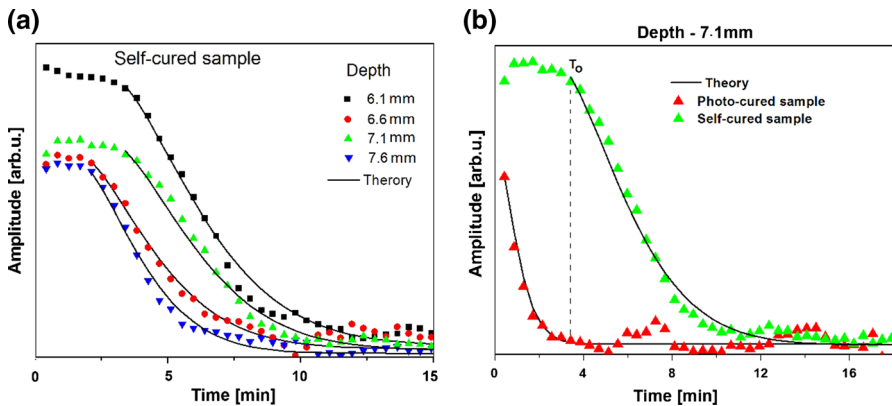 (a)
Self-cured sample
Depth
6.1 mm
6.6 mm
7.1 mm
7.6 mm
Therory
Amplitude [arb.u.]
0 5 10 15
Time [min]
(b)
Depth - 7.1mm
To
Theory
Photo-cured sample
Self-cured sample
Amplitude [arb.u.]
0 4 8 12 16
Time [min]